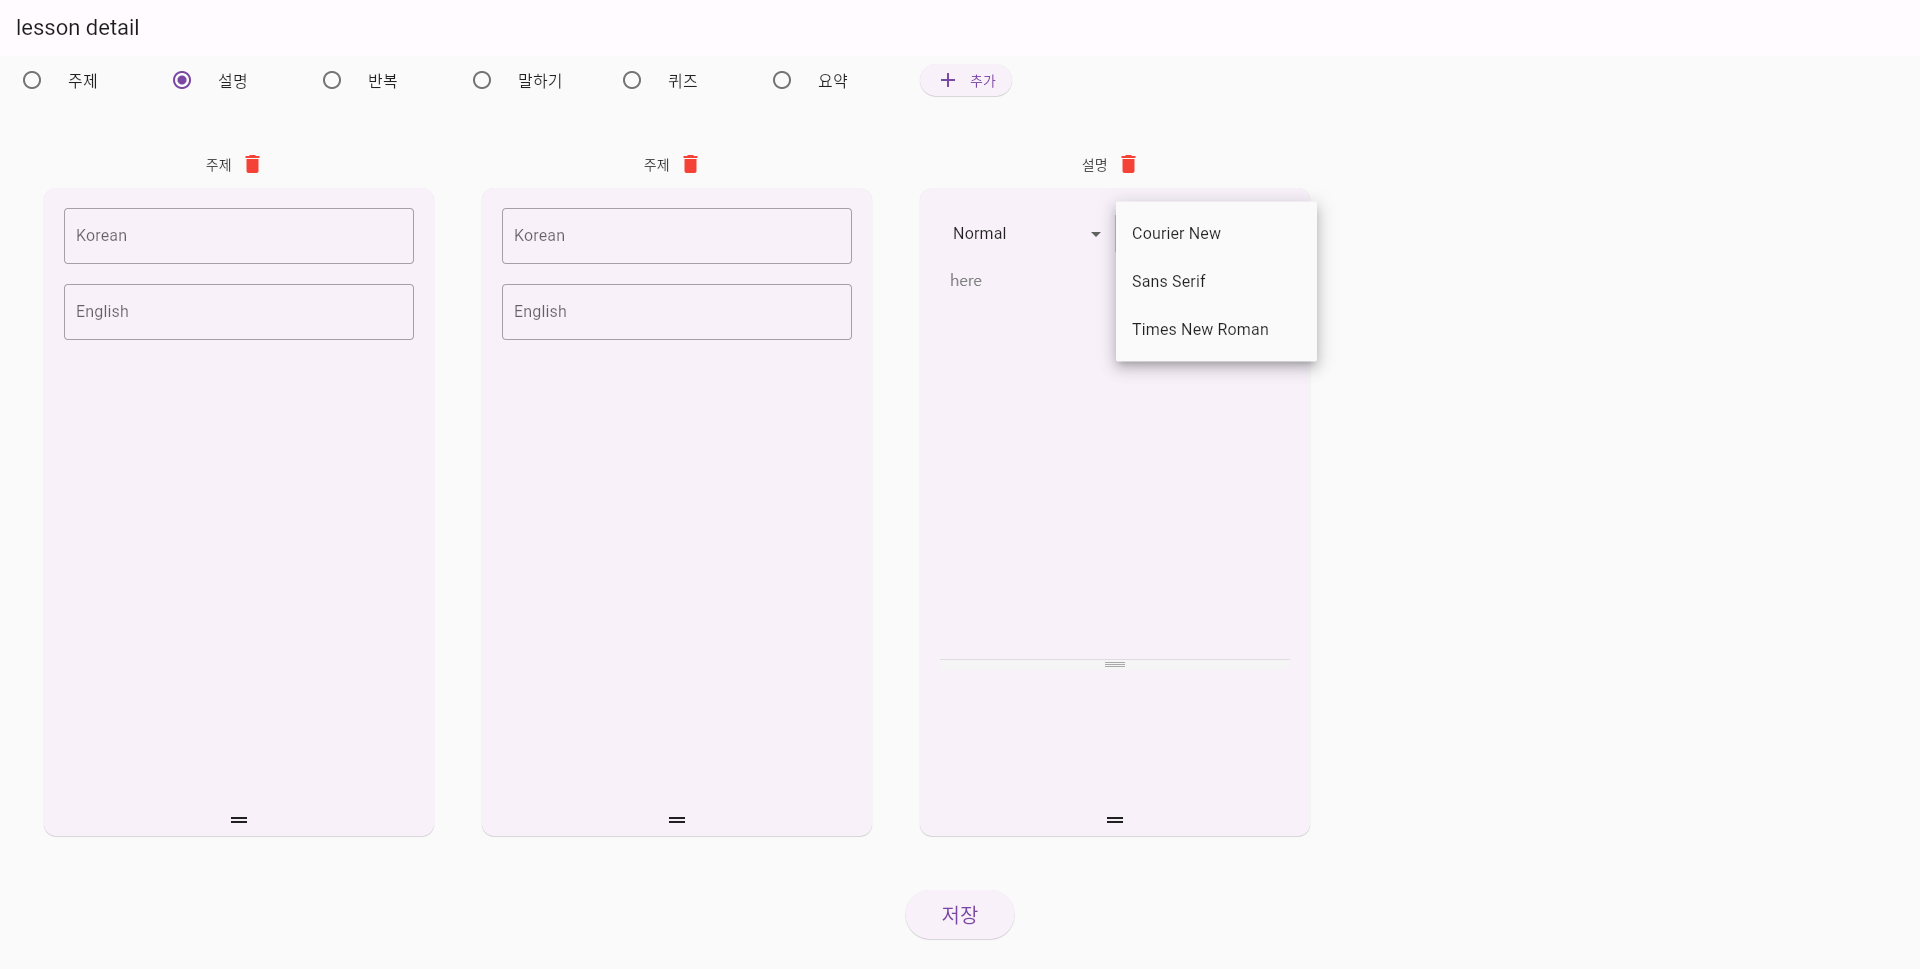 lesson detail
주제 설명 반복 말하기 퀴즈 요약 추가
주제 주제 설명
Korean
English
Korean
English
Normal
here
Courier New
Sans Serif
Times New Roman
저장